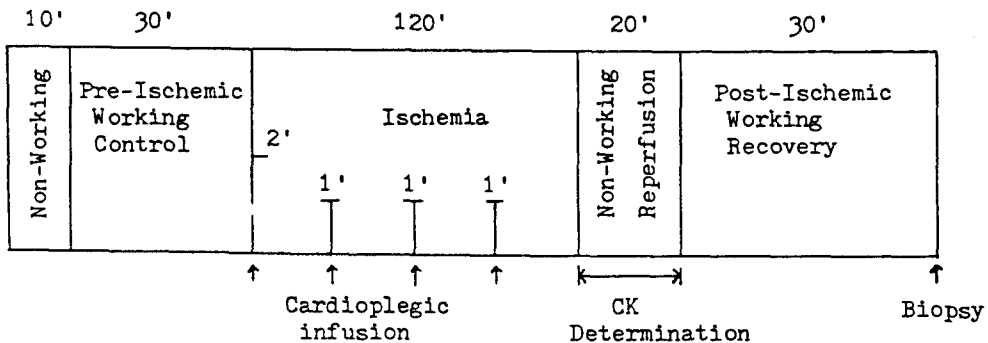 10' 30' 120' 20' 30'
Non-Working
Pre-Ischemic
Working
Control
2'
Ischemia
1' 1' 1'
Non-Working
Reperfusion
Post-Ischemic
Working
Recovery
Cardioplegic
infusion
CK
Determination
Biopsy